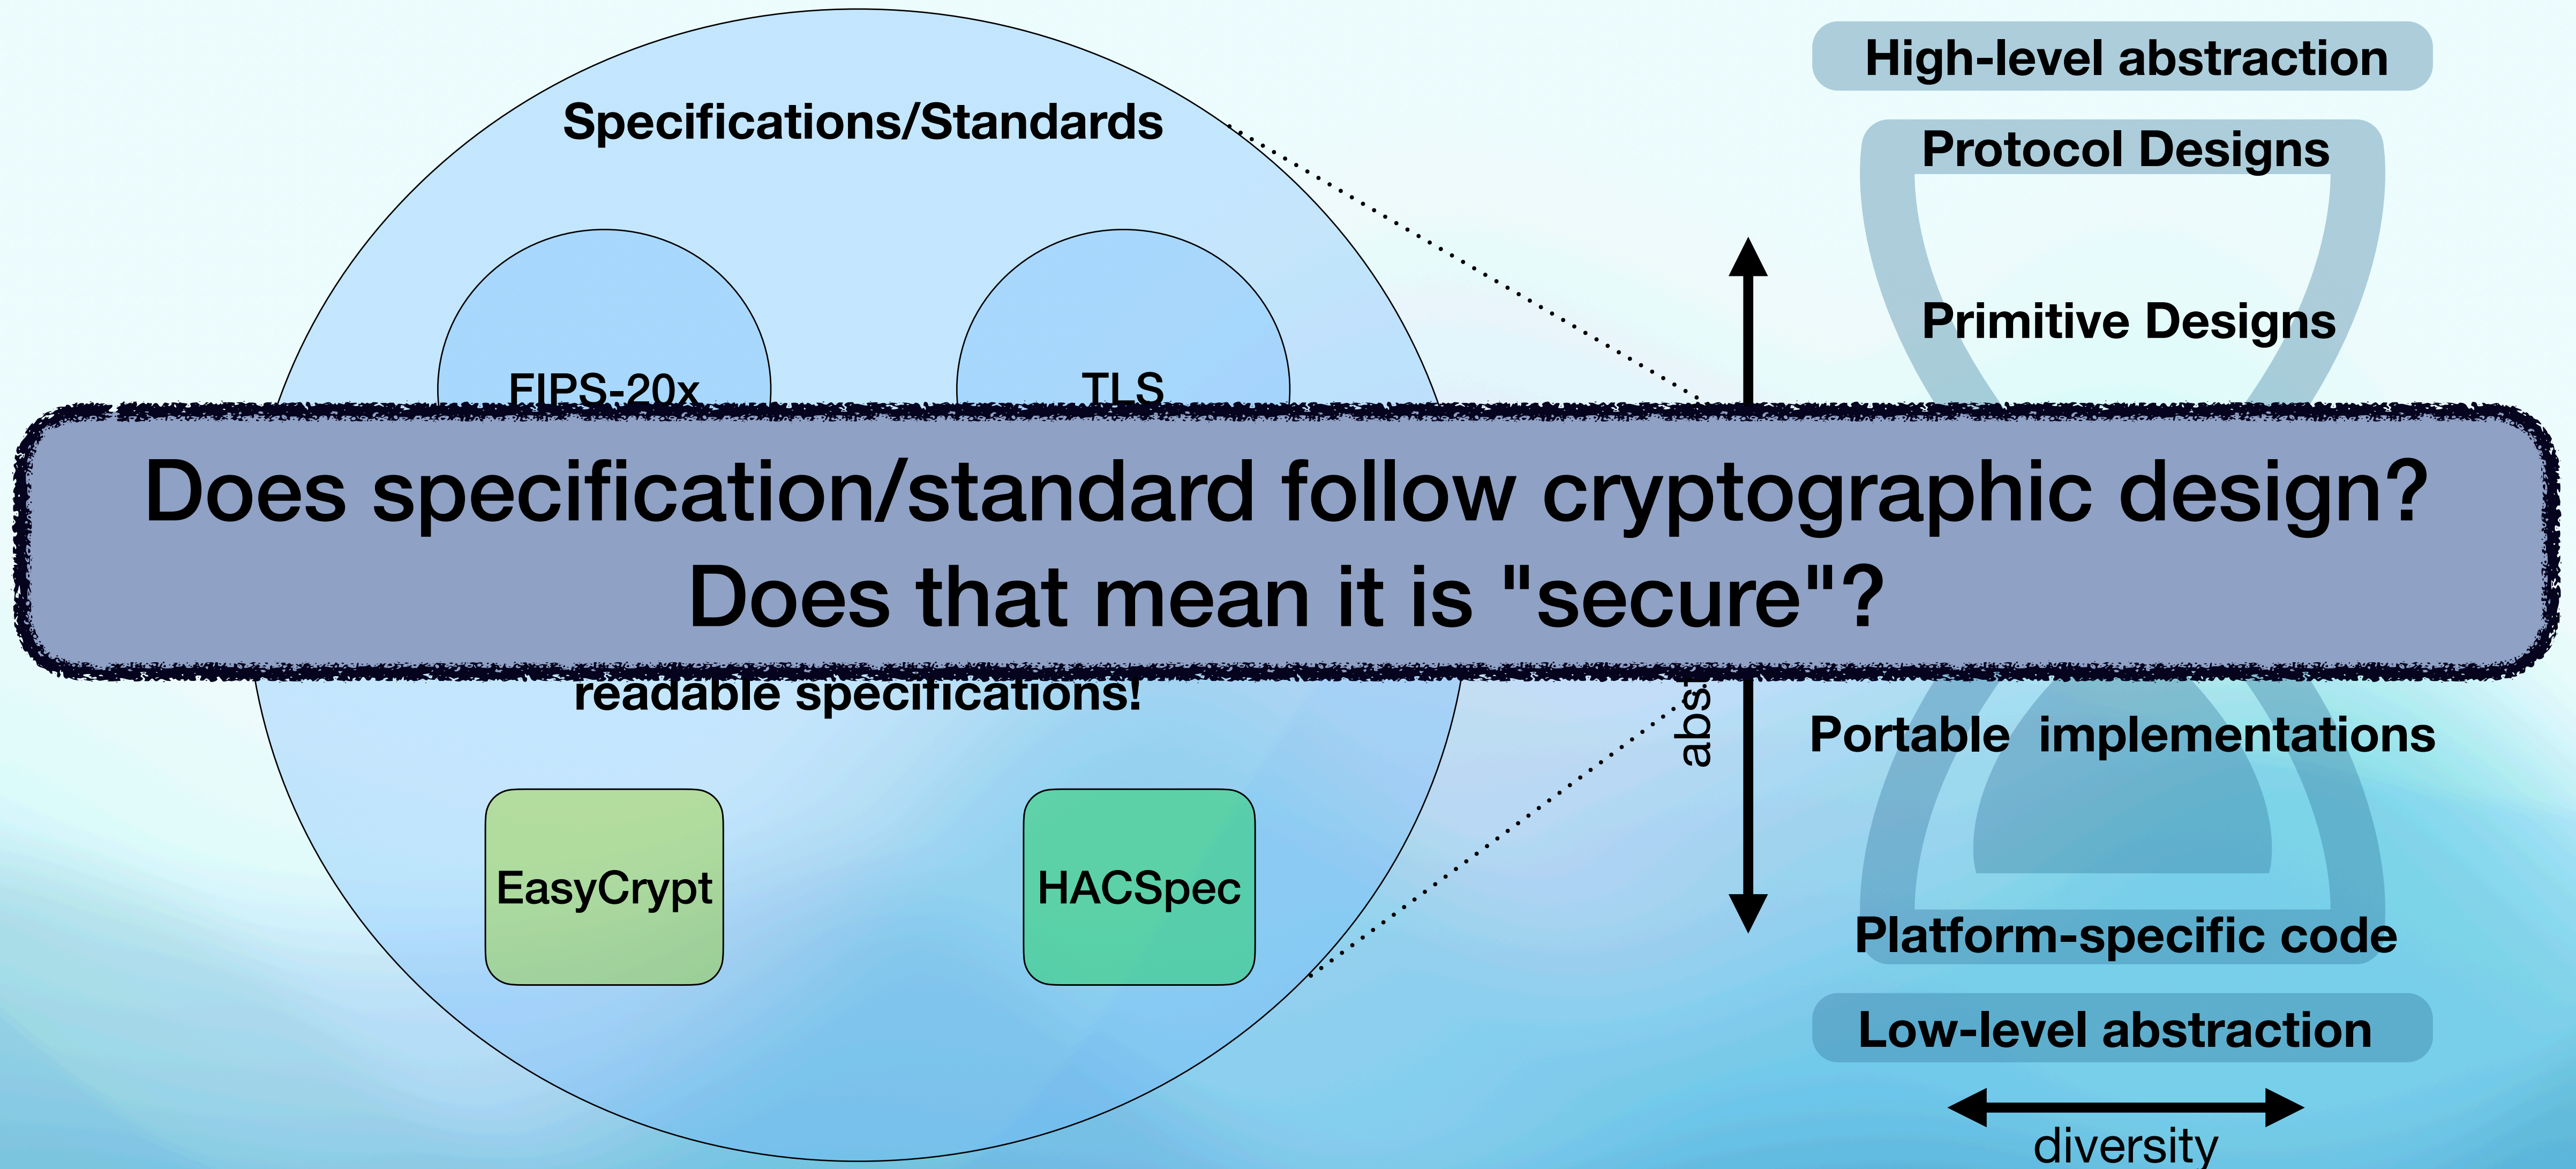 High-level abstraction
Specifications/Standards
Protocol Designs
Primitive Designs
FIPS-20x
TLS
Does specification/standard follow cryptographic design?
Does that mean it is "secure"?
readable specifications!
abs
Portable implementations
EasyCrypt
HACSpec
Platform-specific code
Low-level abstraction
diversity